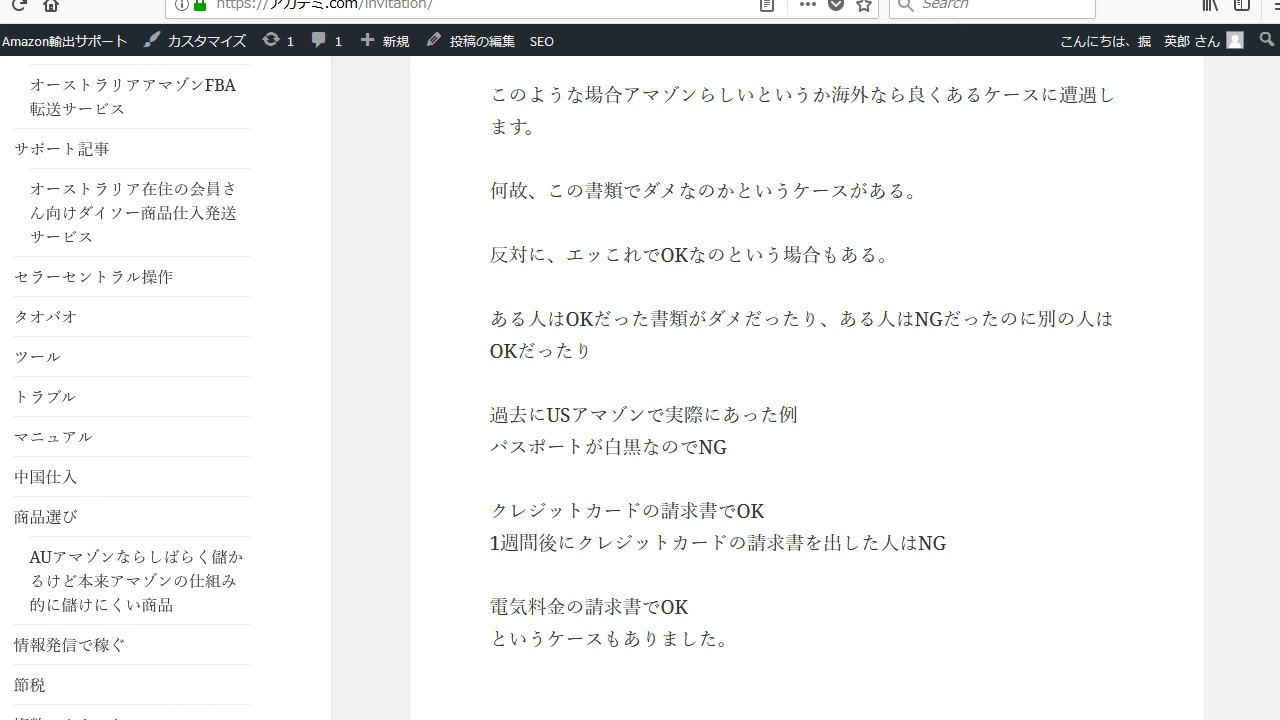 https://アカデミ.com/invitation/
Search
Amazon輸出サポート カスタマイズ 1 1 新規 投稿の編集 SEO こんにちは、掘 英郎 さん
オーストラリアアマゾンFBA
転送サービス
サポート記事
オーストラリア在住の会員さ
ん向けダイソー商品仕入発送
サービス
セラーセントラル操作
タオバオ
ツール
トラブル
マニュアル
中国仕入
商品選び
AUアマゾンならしばらく儲か
るけど本来アマゾンの仕組み
的に儲けにくい商品
情報発信で稼ぐ
節税
このような場合アマゾンらしいというか海外なら良くあるケースに遭遇し
ます。
何故、この書類でダメなのかというケースがある。
反対に、エッこれでOKなのという場合もある。
ある人はOKだった書類がダメだったり、ある人はNGだったのに別の人は
OKだったり
過去にUSアマゾンで実際にあった例
パスポートが白黒なのでNG
クレジットカードの請求書でOK
1週間後にクレジットカードの請求書を出した人はNG
電気料金の請求書でOK
というケースもありました。